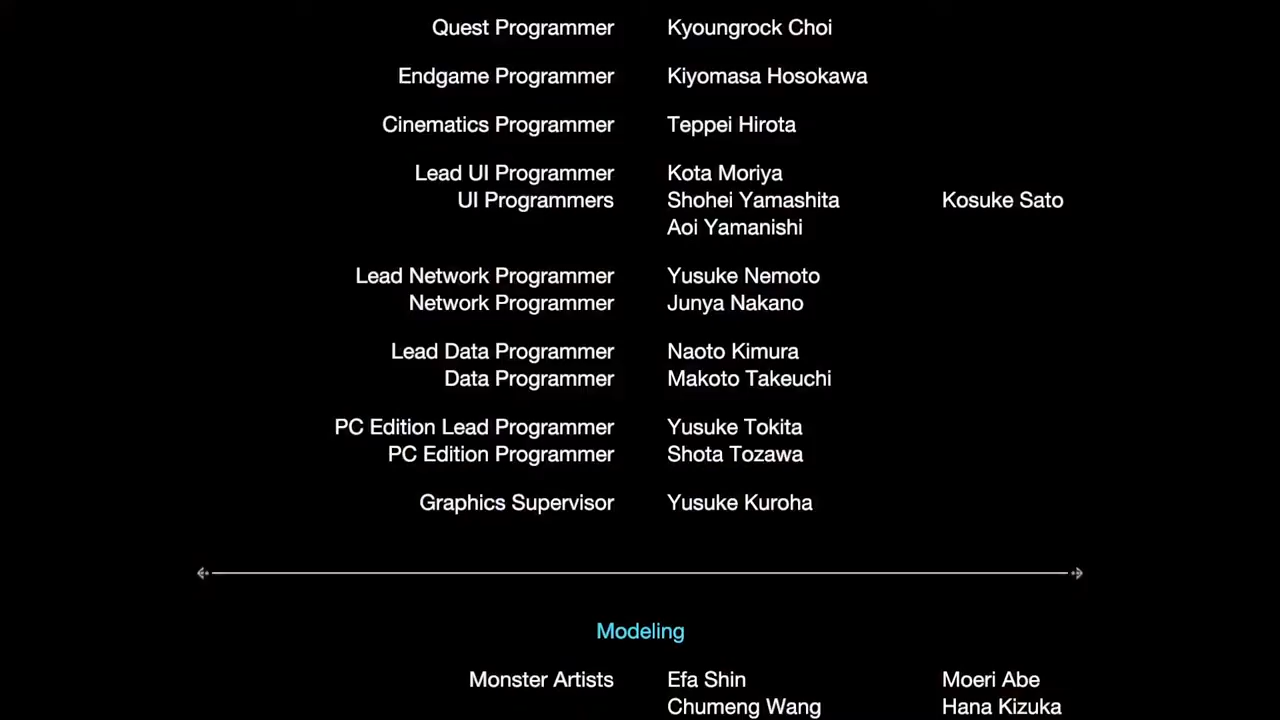 Quest Programmer Kyoungrock Choi
Endgame Programmer Kiyomasa Hosokawa
Cinematics Programmer Teppei Hirota
Lead UI Programmer Kota Moriya
UI Programmers Shohei Yamashita Kosuke Sato
Aoi Yamanishi
Lead Network Programmer Yusuke Nemoto
Network Programmer Junya Nakano
Lead Data Programmer Naoto Kimura
Data Programmer Makoto Takeuchi
PC Edition Lead Programmer Yusuke Tokita
PC Edition Programmer Shota Tozawa
Graphics Supervisor Yusuke Kuroha
Modeling
Monster Artists Efa Shin Moeri Abe
Chumeng Wang Hana Kizuka